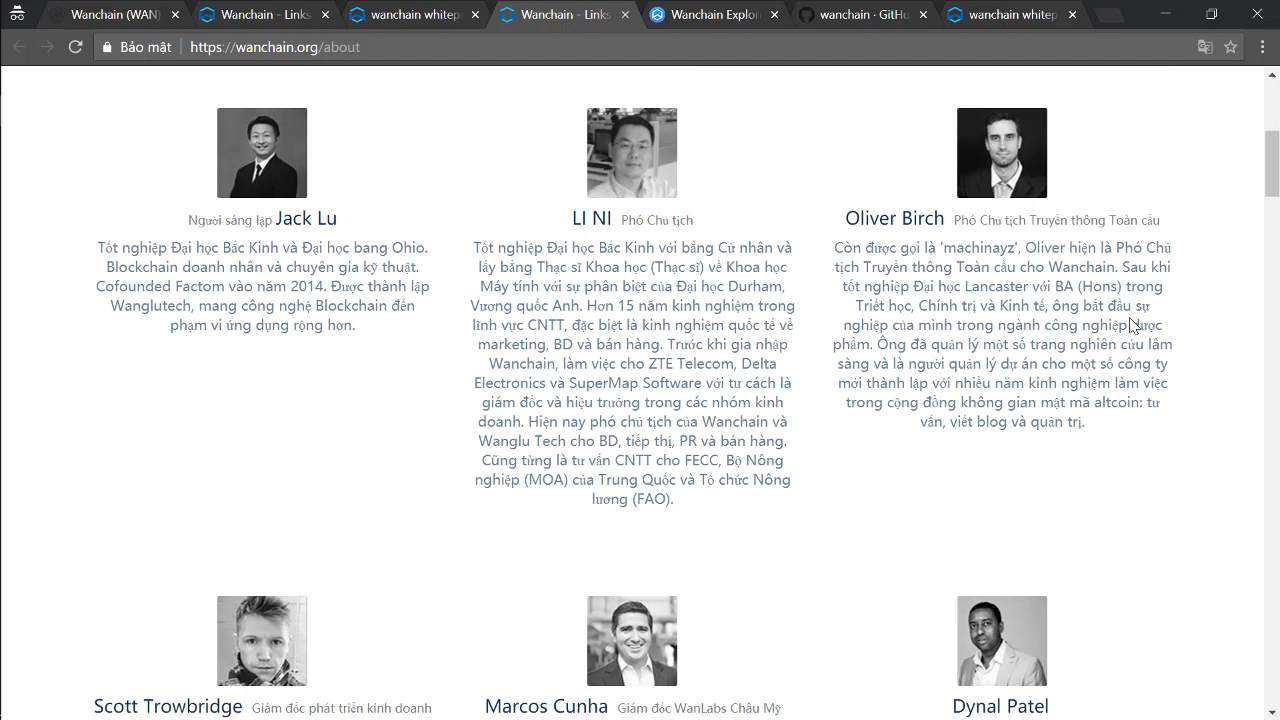 Wanchain (WAN)
Wanchain - Links
wanchain whitep
Wanchain - Links
Wanchain Explor
wanchain · GitHu
wanchain whitep
Bảo mật
https://wanchain.org/about
Người sáng lập Jack Lu
Tốt nghiệp Đại học Bắc Kinh và Đại học bang Ohio.
Blockchain doanh nhân và chuyên gia kỹ thuật.
Cofounded Factom vào năm 2014. Được thành lập
Wanglutech, mang công nghệ Blockchain đến
phạm vi ứng dụng rộng hơn.
LI NI Phó Chủ tịch
Tốt nghiệp Đại học Bắc Kinh với bằng Cử nhân và
lấy bằng Thạc sĩ Khoa học (Thạc sĩ) về Khoa học
Máy tính với sự phân biệt của Đại học Durham,
Vương quốc Anh. Hơn 15 năm kinh nghiệm trong
lĩnh vực CNTT, đặc biệt là kinh nghiệm quốc tế về
marketing, BD và bán hàng. Trước khi gia nhập
Wanchain, làm việc cho ZTE Telecom, Delta
Electronics và SuperMap Software với tư cách là
giám đốc và hiệu trưởng trong các nhóm kinh
doanh. Hiện nay phó chủ tịch của Wanchain và
Wanglu Tech cho BD, tiếp thị, PR và bán hàng.
Cũng từng là tư vấn CNTT cho FECC, Bộ Nông
nghiệp (MOA) của Trung Quốc và Tổ chức Nông
lương (FAO).
Oliver Birch Phó Chủ tịch Truyền thông Toàn cầu
Còn được gọi là 'machinayz', Oliver hiện là Phó Chủ
tịch Truyền thông Toàn cầu cho Wanchain. Sau khi
tốt nghiệp Đại học Lancaster với BA (Hons) trong
Triết học, Chính trị và Kinh tế, ông bắt đầu sự
nghiệp của mình trong ngành công nghiệp dược
phẩm. Ông đã quản lý một số trang nghiên cứu lâm
sàng và là người quản lý dự án cho một số công ty
mới thành lập với nhiều năm kinh nghiệm làm việc
trong cộng đồng không gian mật mã altcoin: tư
vấn, viết blog và quản trị.
Scott Trowbridge Giám đốc phát triển kinh doanh
Marcos Cunha Giám đốc WanLabs Châu Mỹ
Dynal Patel